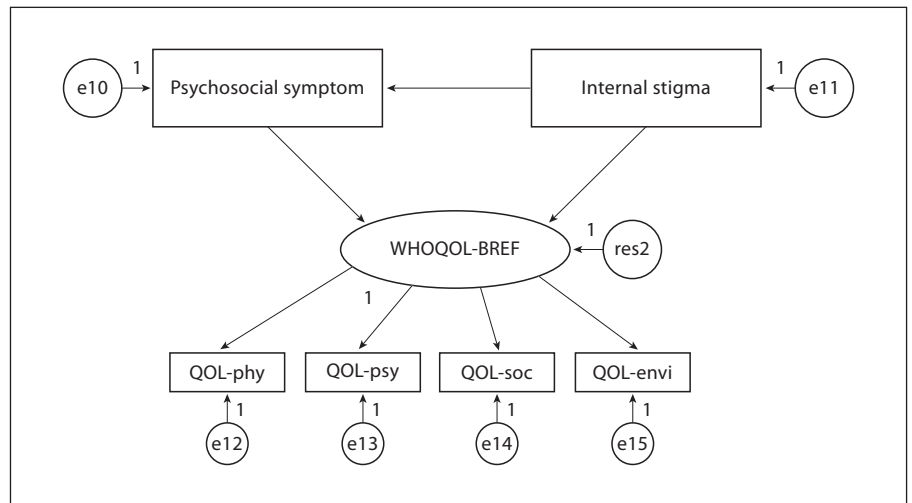 1
1
e10
Psychosocial symptom
Internal stigma
e11
1
WHOQOL-BREF
res2
1
QOL-phy
QOL-psy
QOL-soc
QOL-envi
1
1
1
1
e12
e13
e14
e15